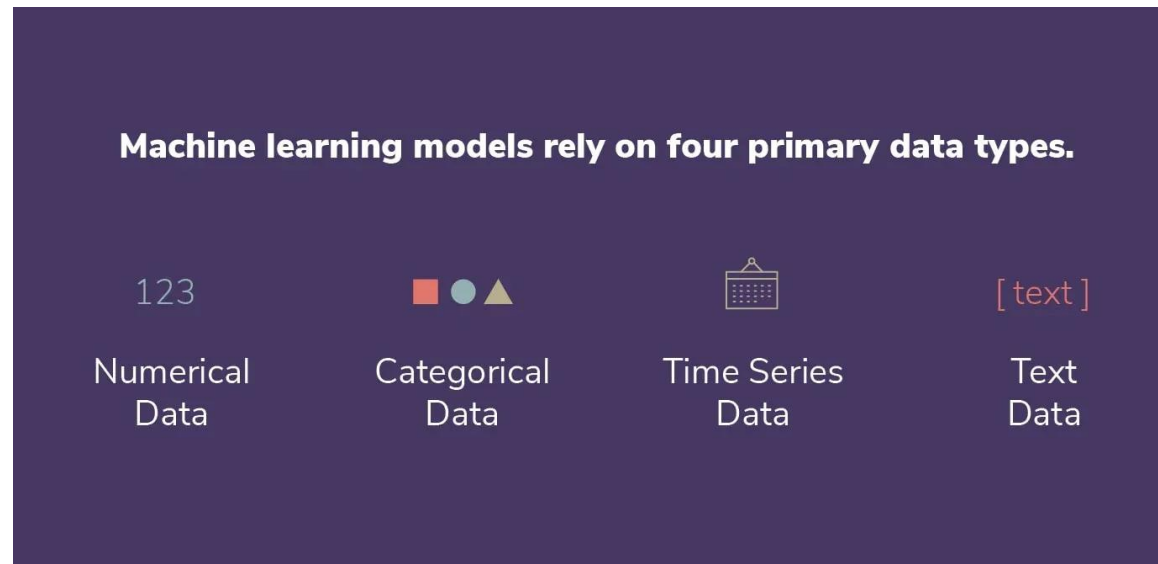 Machine learning models rely on four primary data types.
123
[ text ]
Numerical
Data
Categorical
Data
Time Series
Data
Text
Data